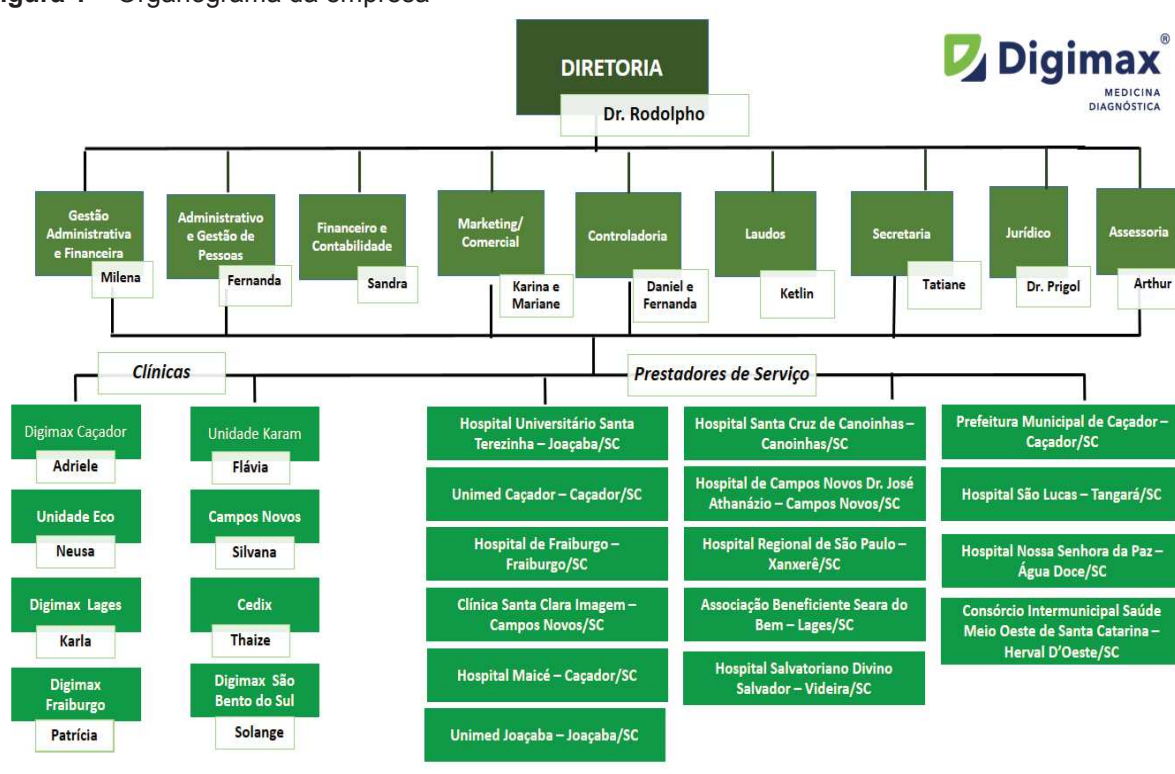 Organograma da empresa
Digimax®
MEDICINA
DIAGNÓSTICA
DIRETORIA
Dr. Rodolpho
Gestão
Administrativa
e Financeira
Milena
Administrativo
e Gestão de
Pessoas
Fernanda
Financeiro e
Contabilidade
Sandra
Marketing/
Comercial
Karina e
Mariane
Controladoria
Daniel e
Fernanda
Laudos
Ketlin
Secretaria
Tatiane
Jurídico
Dr. Prigol
Assessoria
Arthur
Clínicas
Prestadores de Serviço
Digimax Caçador
Adriele
Unidade Eco
Neusa
Digimax Lages
Karla
Digimax
Fraiburgo
Patrícia
Unidade Karam
Flávia
Campos Novos
Silvana
Cedix
Thaize
Digimax São
Bento do Sul
Solange
Hospital Universitário Santa
Terezinha – Joaçaba/SC
Unimed Caçador – Caçador/SC
Hospital de Fraiburgo –
Fraiburgo/SC
Clínica Santa Clara Imagem –
Campos Novos/SC
Hospital Maicé – Caçador/SC
Unimed Joaçaba – Joaçaba/SC
Hospital Santa Cruz de Canoinhas –
Canoinhas/SC
Hospital de Campos Novos Dr. José
Athanázio – Campos Novos/SC
Hospital Regional de São Paulo –
Xanxerê/SC
Associação Beneficiente Seara do
Bem – Lages/SC
Hospital Salvatoriano Divino
Salvador – Videira/SC
Prefeitura Municipal de Caçador –
Caçador/SC
Hospital São Lucas – Tangará/SC
Hospital Nossa Senhora da Paz –
Água Doce/SC
Consórcio Intermunicipal Saúde
Meio Oeste de Santa Catarina –
Herval D'Oeste/SC